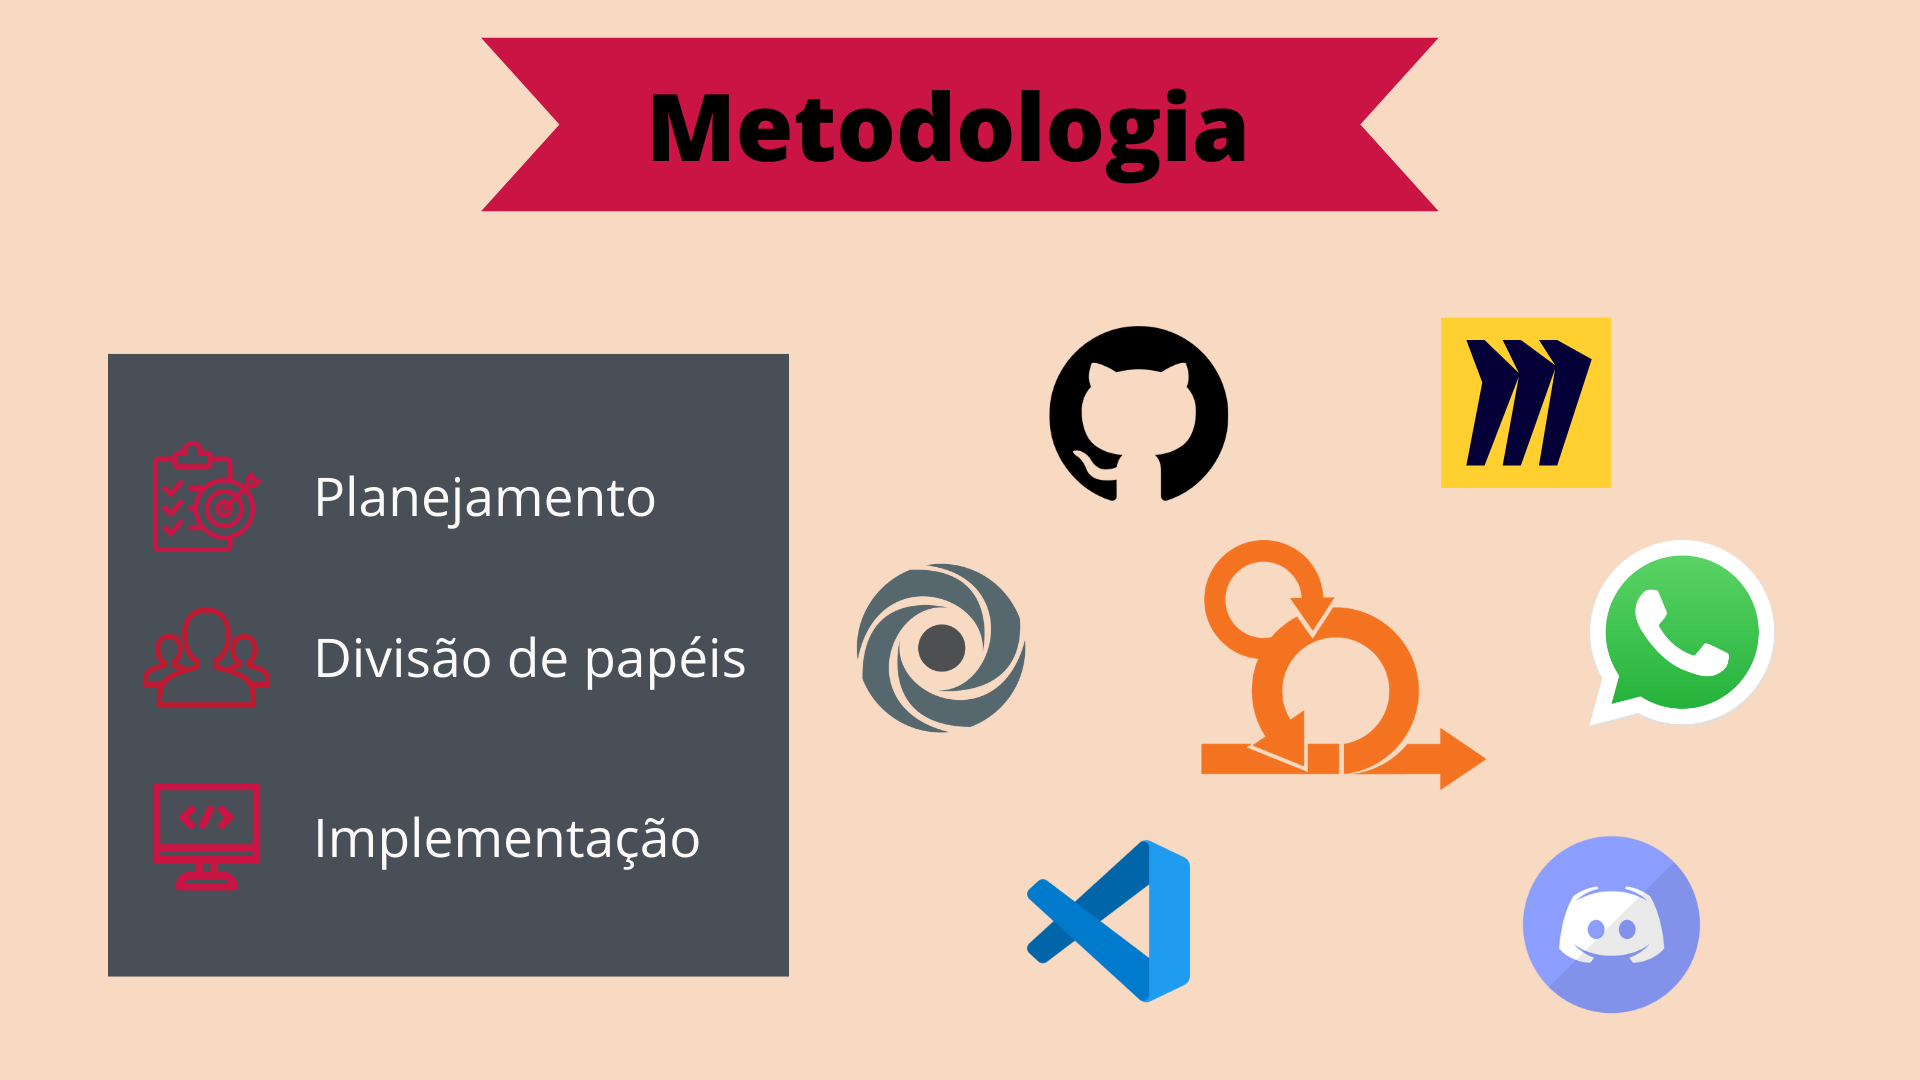 Metodologia
Planejamento
Divisão de papéis
Implementação